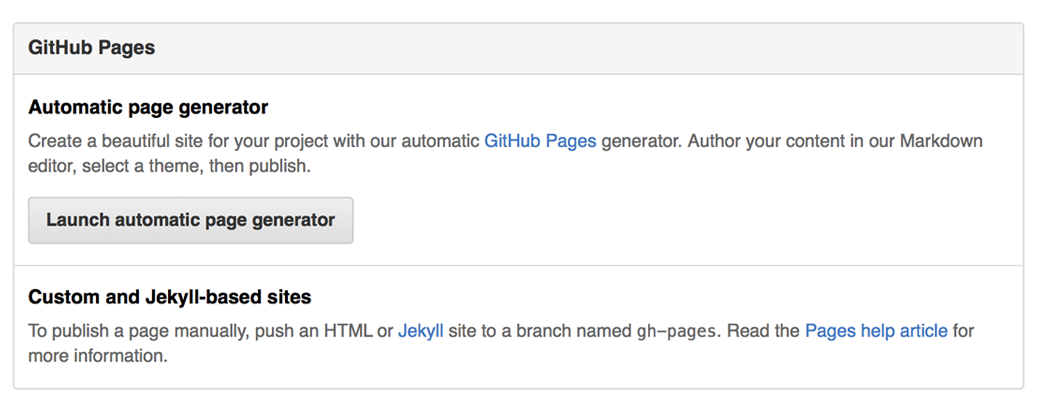 GitHub Pages
Automatic page generator
Create a beautiful site for your project with our automatic GitHub Pages generator. Author your content in our Markdown
editor, select a theme, then publish.
Launch automatic page generator
Custom and Jekyll-based sites
To publish a page manually, push an HTML or Jekyll site to a branch named gh-pages. Read the Pages help article for
more information.